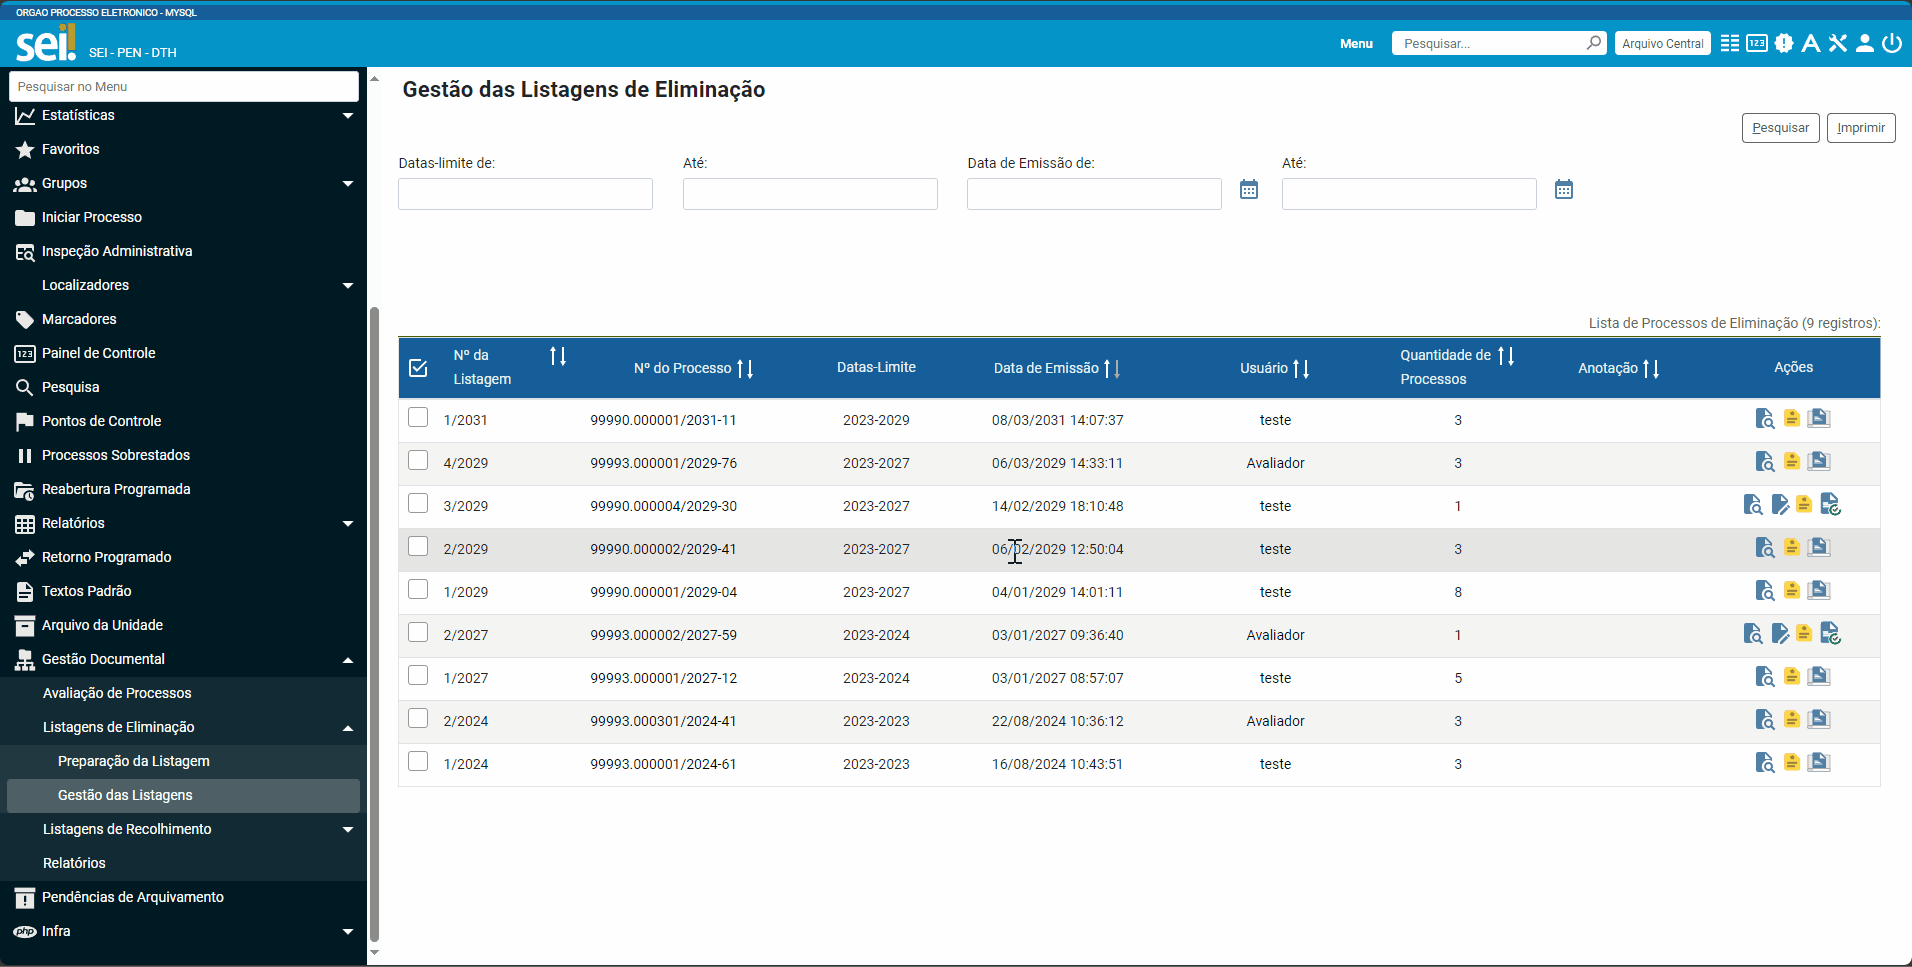 ORGAO PROCESSO ELETRONICO - MYSQL
sei! SEI - PEN - DTH
Menu Pesquisar... Arquivo Central 123
Pesquisar no Menu
Estatísticas
Favoritos
Grupos
Iniciar Processo
Inspeção Administrativa
Localizadores
Marcadores
123 Painel de Controle
Pesquisa
Pontos de Controle
Processos Sobrestados
Reabertura Programada
Relatórios
Retorno Programado
Textos Padrão
Arquivo da Unidade
Gestão Documental
Avaliação de Processos
Listagens de Eliminação
Preparação da Listagem
Gestão das Listagens
Listagens de Recolhimento
Relatórios
Pendências de Arquivamento
php Infra
Gestão das Listagens de Eliminação
Pesquisar Imprimir
Datas-limite de: Até: Data de Emissão de: Até:
Lista de Processos de Eliminação (9 registros):
Nº da Listagem Nº do Processo Datas-Limite Data de Emissão Usuário Quantidade de Processos Anotação Ações
1/2031 99990.000001/2031-11 2023-2029 08/03/2031 14:07:37 teste 3
4/2029 99993.000001/2029-76 2023-2027 06/03/2029 14:33:11 Avaliador 3
3/2029 99990.000004/2029-30 2023-2027 14/02/2029 18:10:48 teste 1
2/2029 99990.000002/2029-41 2023-2027 06/02/2029 12:50:04 teste 3
1/2029 99990.000001/2029-04 2023-2027 04/01/2029 14:01:11 teste 8
2/2027 99993.000002/2027-59 2023-2024 03/01/2027 09:36:40 Avaliador 1
1/2027 99993.000001/2027-12 2023-2024 03/01/2027 08:57:07 teste 5
2/2024 99993.000301/2024-41 2023-2023 22/08/2024 10:36:12 Avaliador 3
1/2024 99993.000001/2024-61 2023-2023 16/08/2024 10:43:51 teste 3